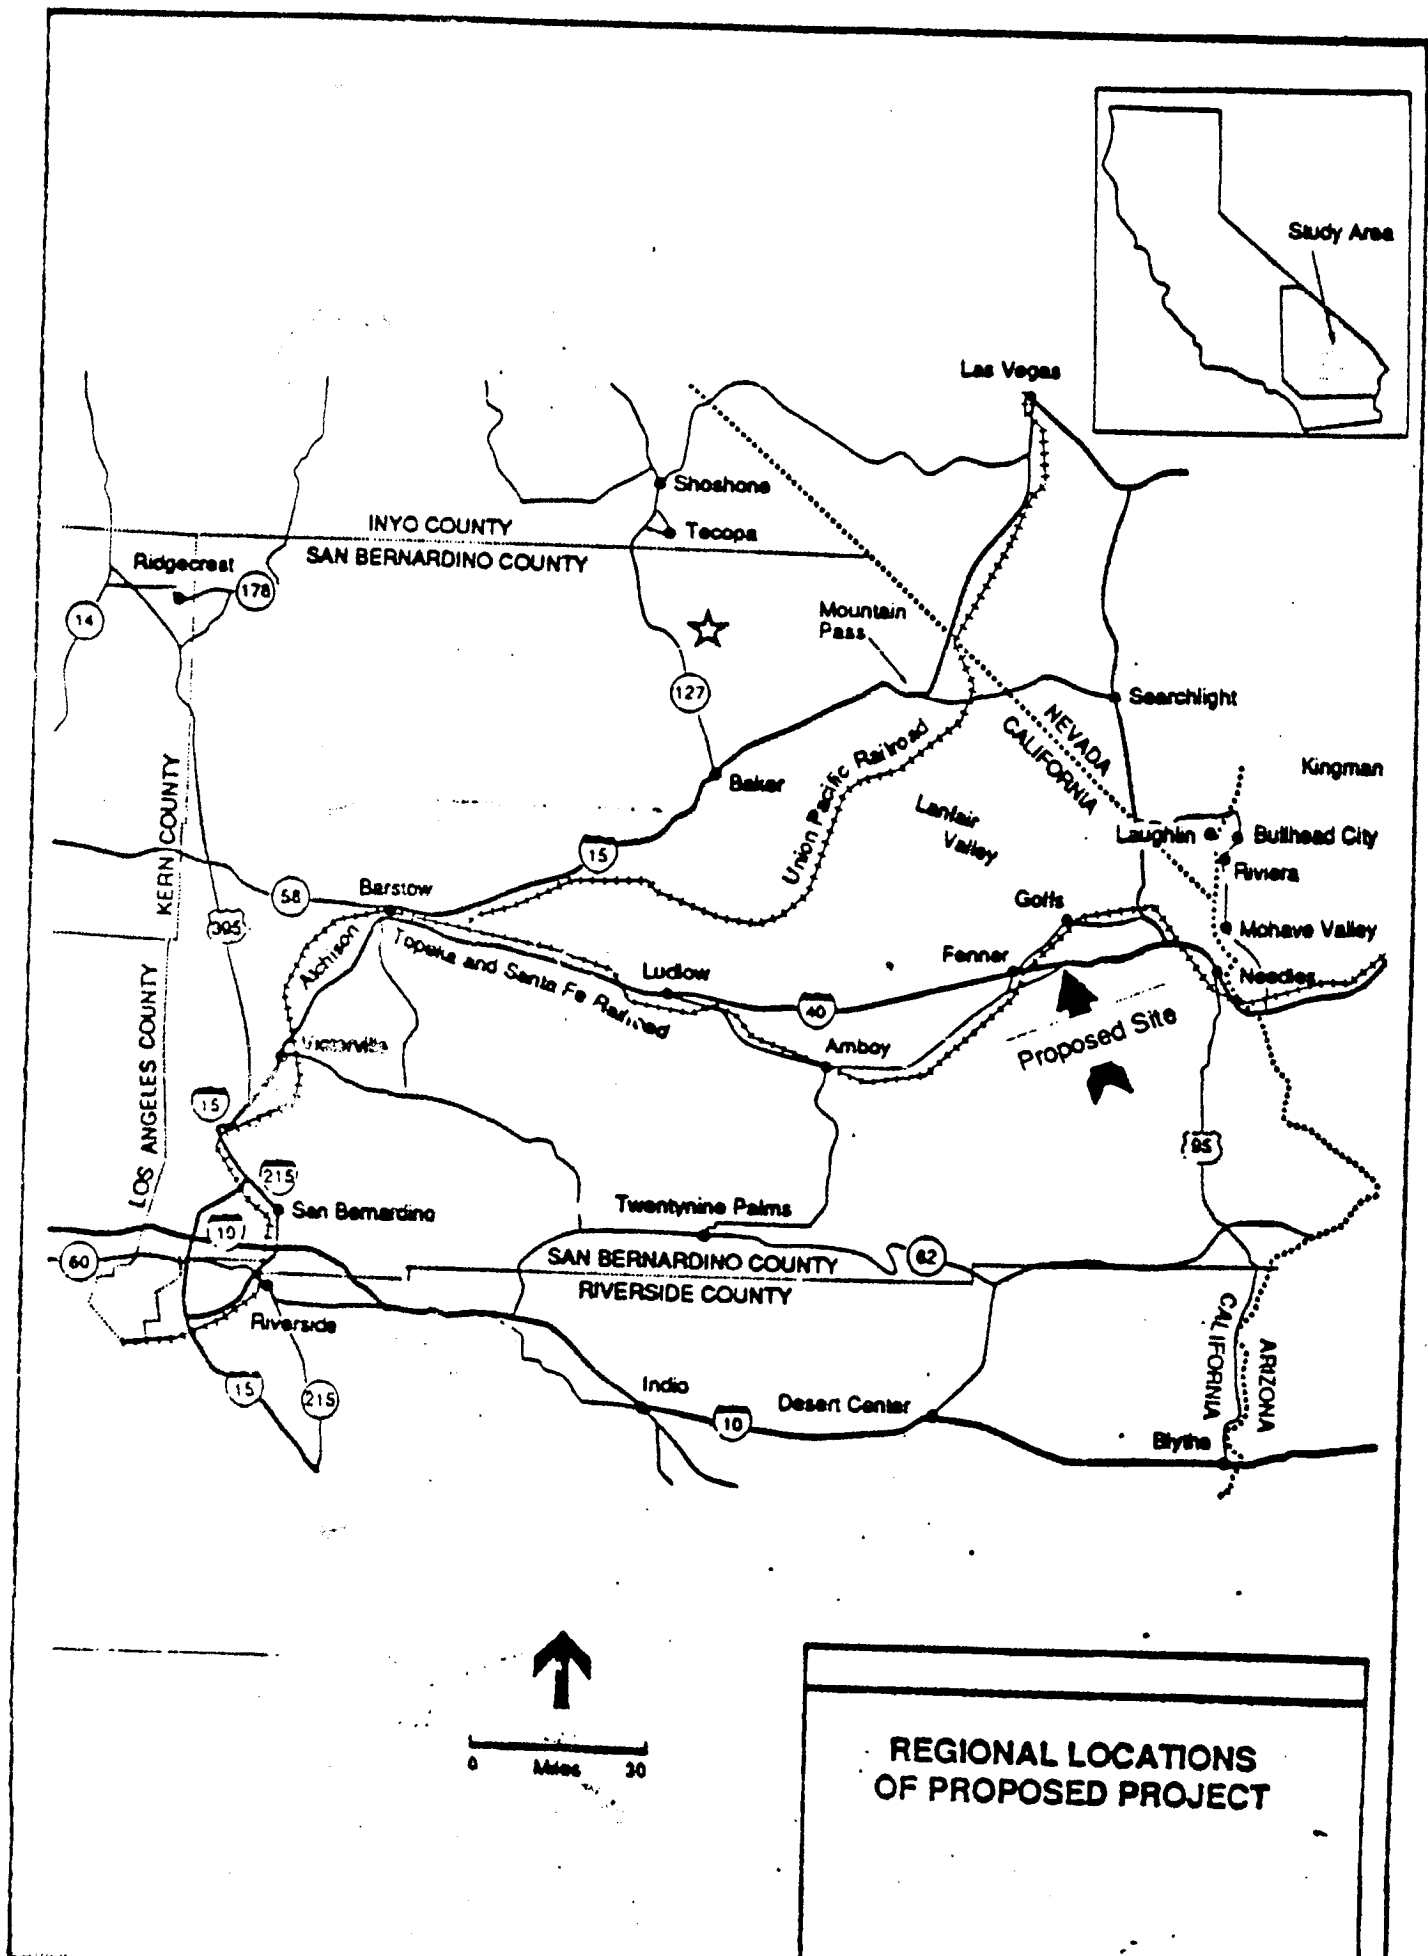 Study Area
Las Vegas
Shoshone
Tecopa
INYO COUNTY
SAN BERNARDINO COUNTY
Ridgecrest
178
14
Mountain
Pass
127
Searchlight
NEVADA
CALIFORNIA
Union Pacific Railroad
Kingman
Baker
Lanfair
Valley
KERN COUNTY
Laughlin
Bullhead City
15
Riviera
58
Barstow
Goffs
395
Mohave Valley
Atchison
Topeka and Santa Fe Railroad
Ludlow
Fenner
Needles
40
Proposed Site
Victorville
Amboy
LOS ANGELES COUNTY
15
95
215
San Bernardino
Twentynine Palms
10
60
SAN BERNARDINO COUNTY
62
RIVERSIDE COUNTY
Riverside
CALIFORNIA
ARIZONA
15
215
Indio
10
Desert Center
Blythe
0 Miles 30
REGIONAL LOCATIONS
OF PROPOSED PROJECT